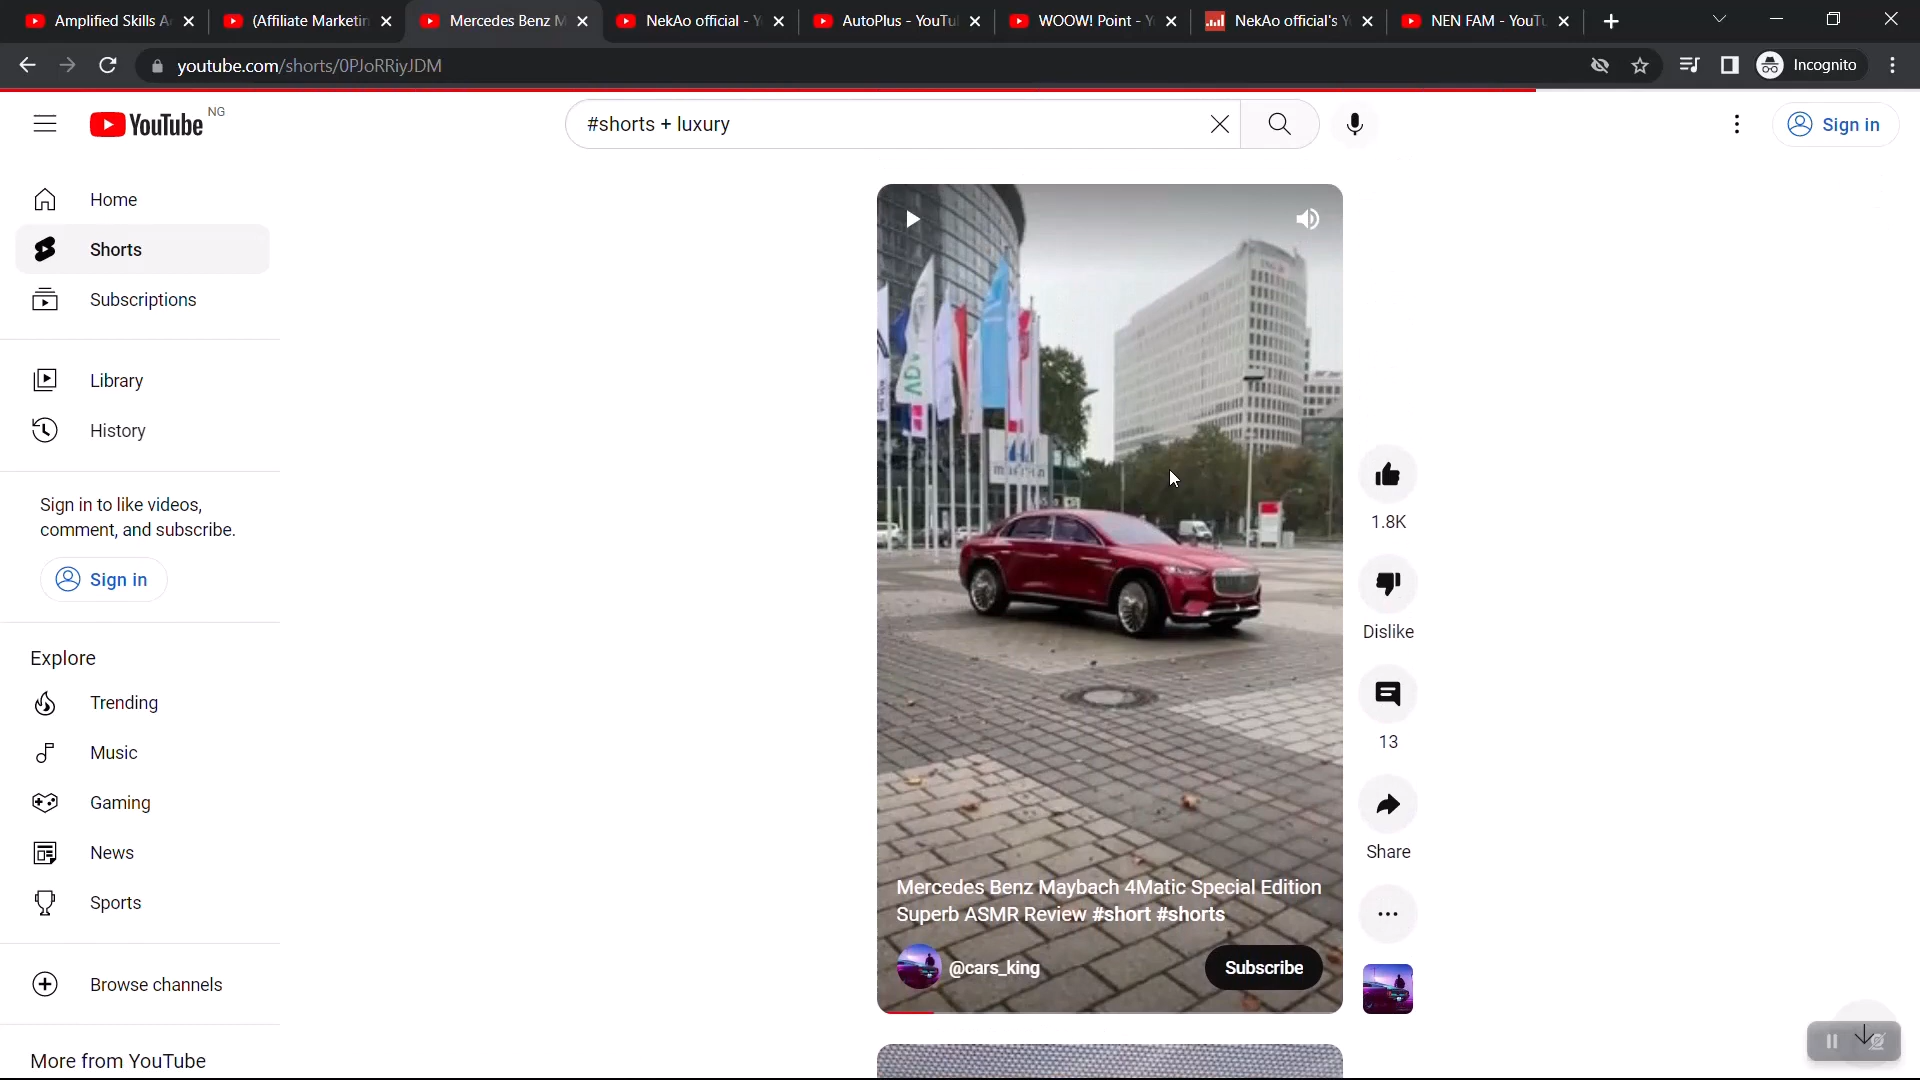 Amplified Skills A
(Affiliate Marketin
Mercedes Benz M
NekAo official - Y
AutoPlus - YouTu
WOOW! Point - Y
NekAo official's Y
NEN FAM - YouTu
youtube.com/shorts/0PJoRRiyJDM
Incognito
YouTube NG
#shorts + luxury
Sign in
Home
Shorts
Subscriptions
Library
History
Sign in to like videos,
comment, and subscribe.
Sign in
Explore
Trending
Music
Gaming
News
Sports
Browse channels
More from YouTube
ING
VDA
1.8K
Dislike
13
Share
Mercedes Benz Maybach 4Matic Special Edition
Superb ASMR Review #short #shorts
@cars_king
Subscribe